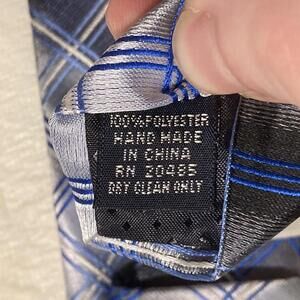 100% POLYESTER
HAND MADE
IN CHINA
RN 20485
DRY CLEAN ONLY